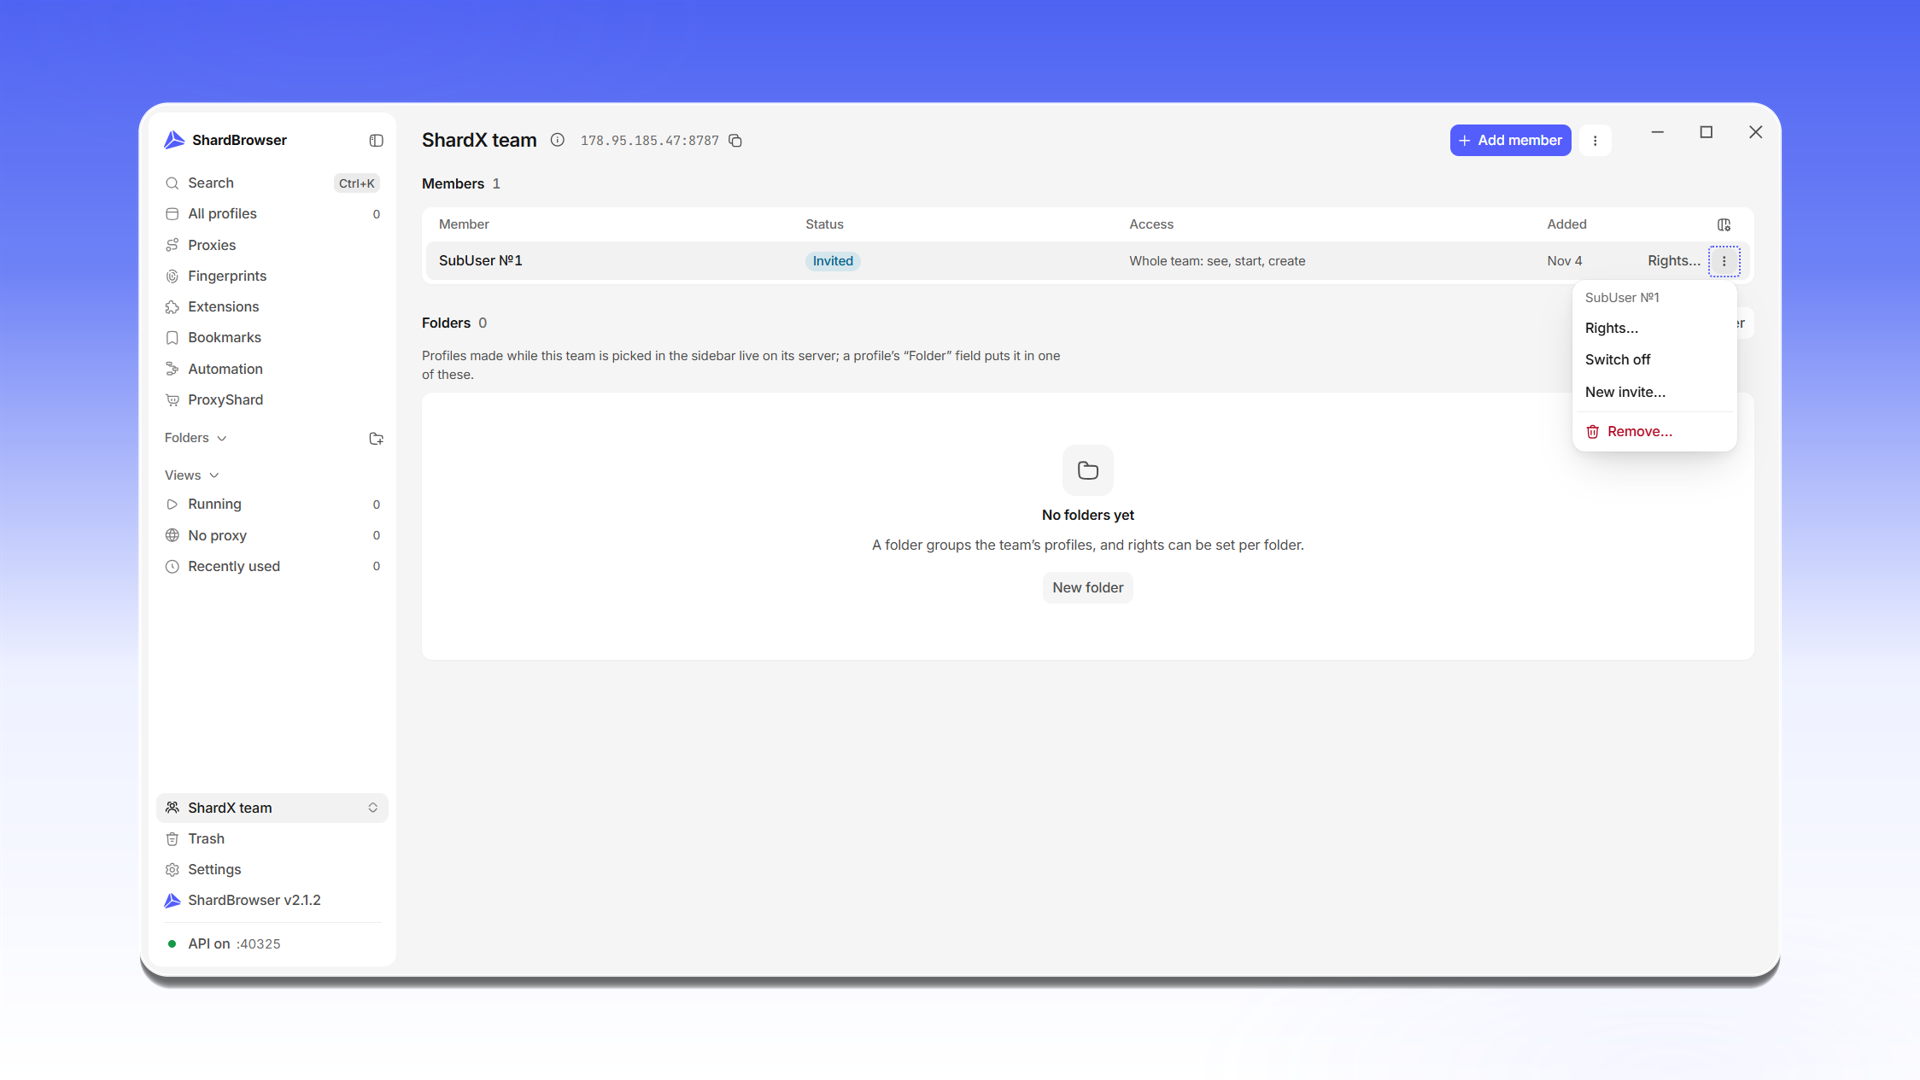 ShardBrowser
Search Ctrl+K
All profiles 0
Proxies
Fingerprints
Extensions
Bookmarks
Automation
ProxyShard
Folders
Views
Running 0
No proxy 0
Recently used 0
ShardX team
Trash
Settings
ShardBrowser v2.1.2
API on :40325
ShardX team 178.95.185.47:8787
Add member
Members 1
Member Status Access Added
SubUser №1 Invited Whole team: see, start, create Nov 4 Rights...
SubUser №1
Rights...
Switch off
New invite...
Remove...
Folders 0
er
Profiles made while this team is picked in the sidebar live on its server; a profile’s “Folder” field puts it in one
of these.
No folders yet
A folder groups the team’s profiles, and rights can be set per folder.
New folder